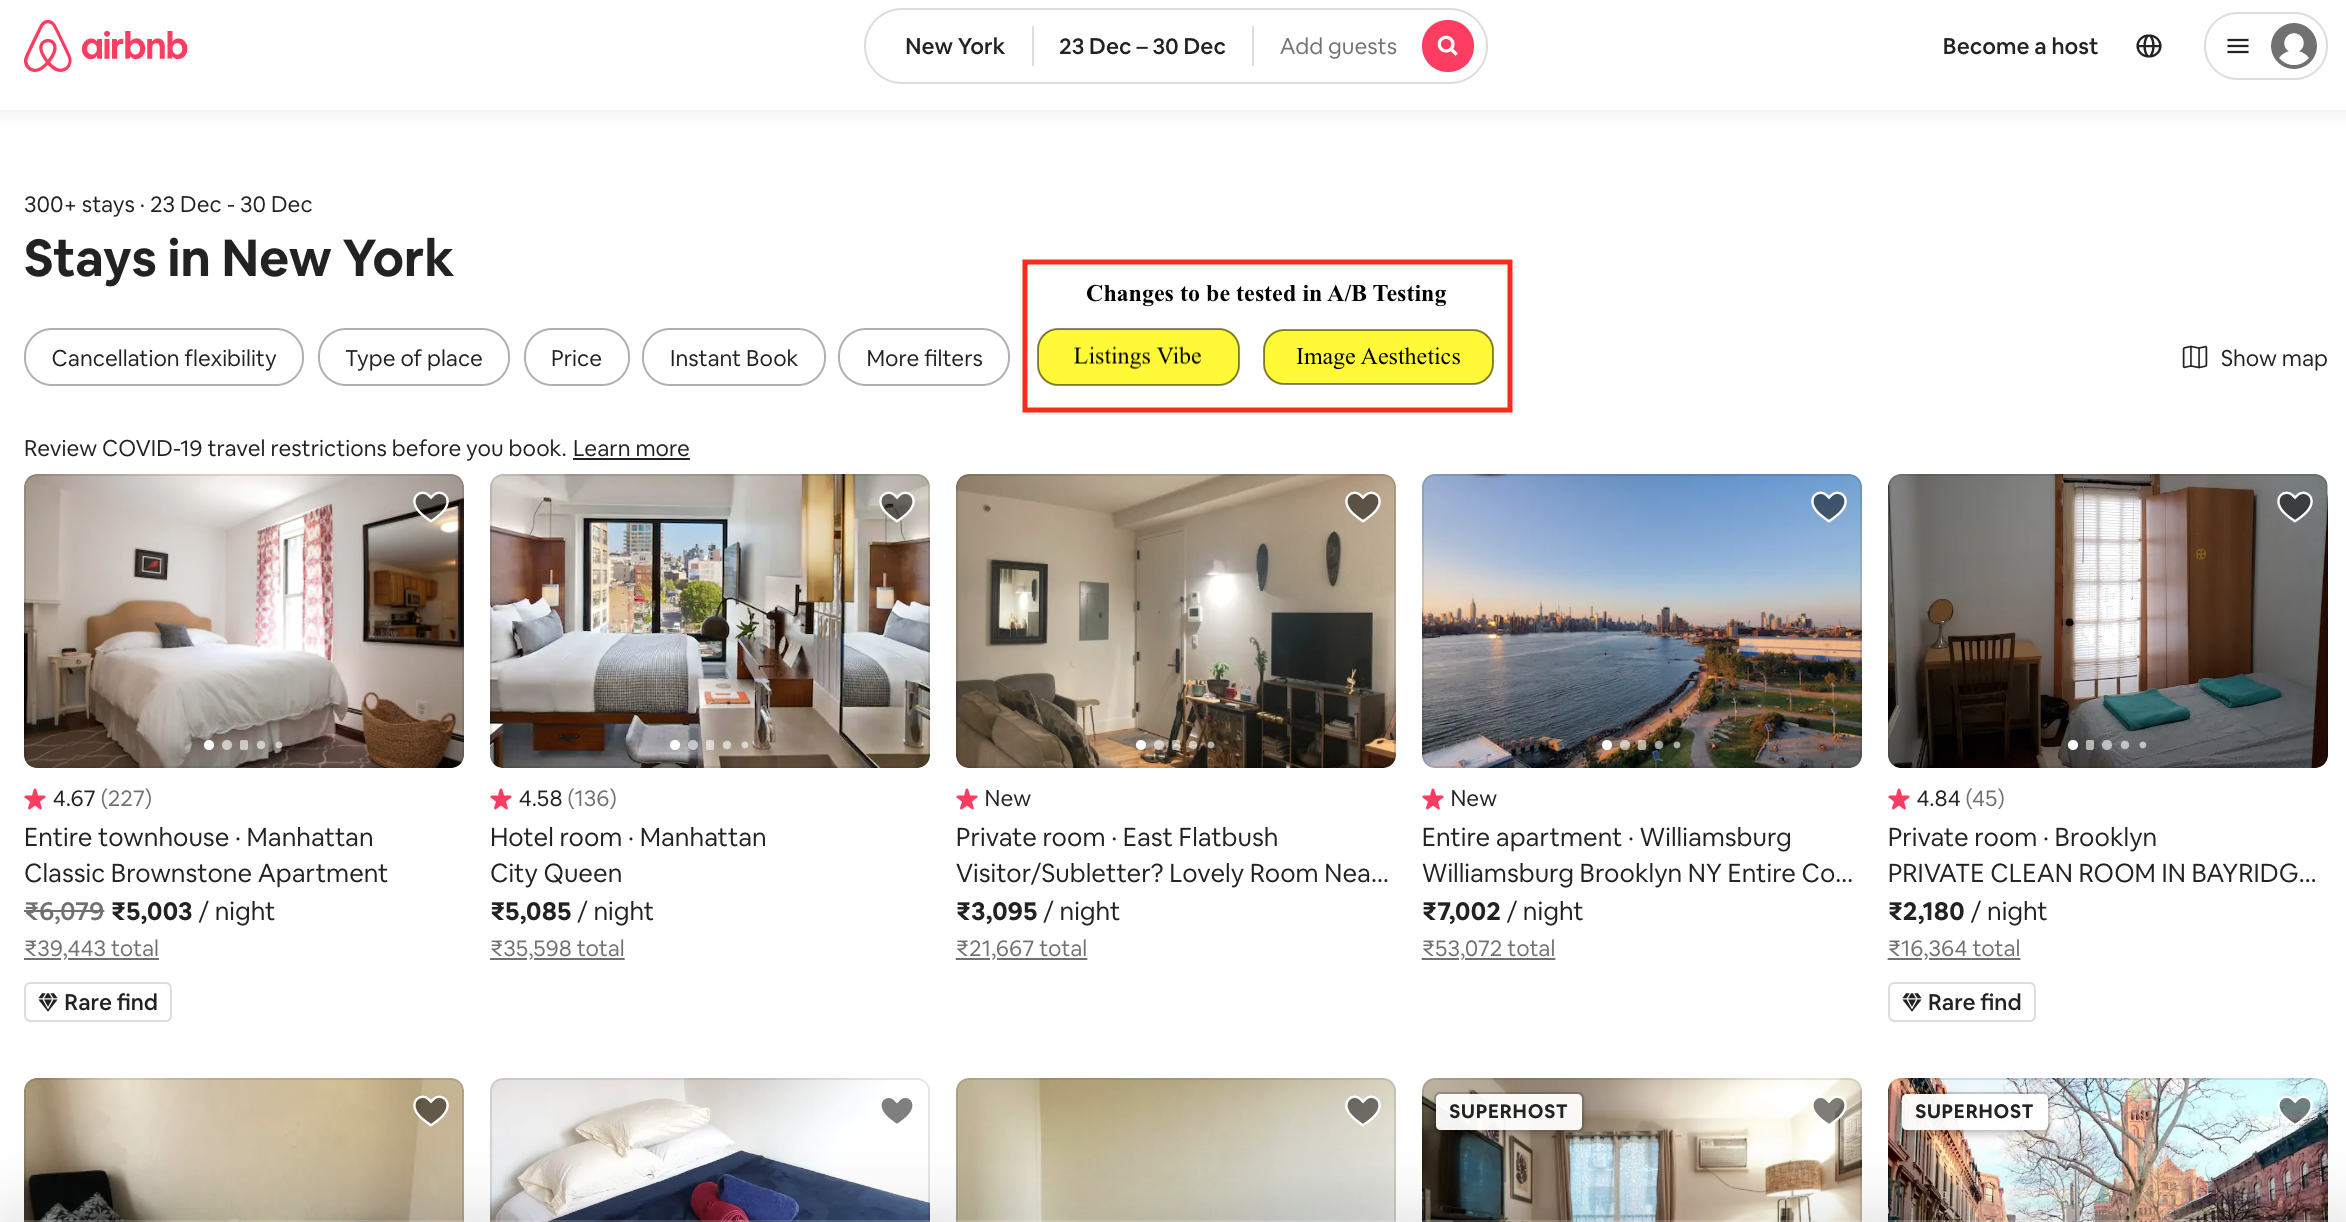 airbnb
New York
23 Dec – 30 Dec
Add guests
Become a host
300+ stays · 23 Dec - 30 Dec
Stays in New York
Changes to be tested in A/B Testing
Cancellation flexibility
Type of place
Price
Instant Book
More filters
Listings Vibe
Image Aesthetics
Show map
Review COVID-19 travel restrictions before you book. Learn more
4.67 (227)
Entire townhouse · Manhattan
Classic Brownstone Apartment
₹6,079 ₹5,003 / night
₹39,443 total
Rare find
4.58 (136)
Hotel room · Manhattan
City Queen
₹5,085 / night
₹35,598 total
New
Private room · East Flatbush
Visitor/Subletter? Lovely Room Nea...
₹3,095 / night
₹21,667 total
New
Entire apartment · Williamsburg
Williamsburg Brooklyn NY Entire Co...
₹7,002 / night
₹53,072 total
4.84 (45)
Private room · Brooklyn
PRIVATE CLEAN ROOM IN BAYRIDG...
₹2,180 / night
₹16,364 total
Rare find
SUPERHOST
SUPERHOST